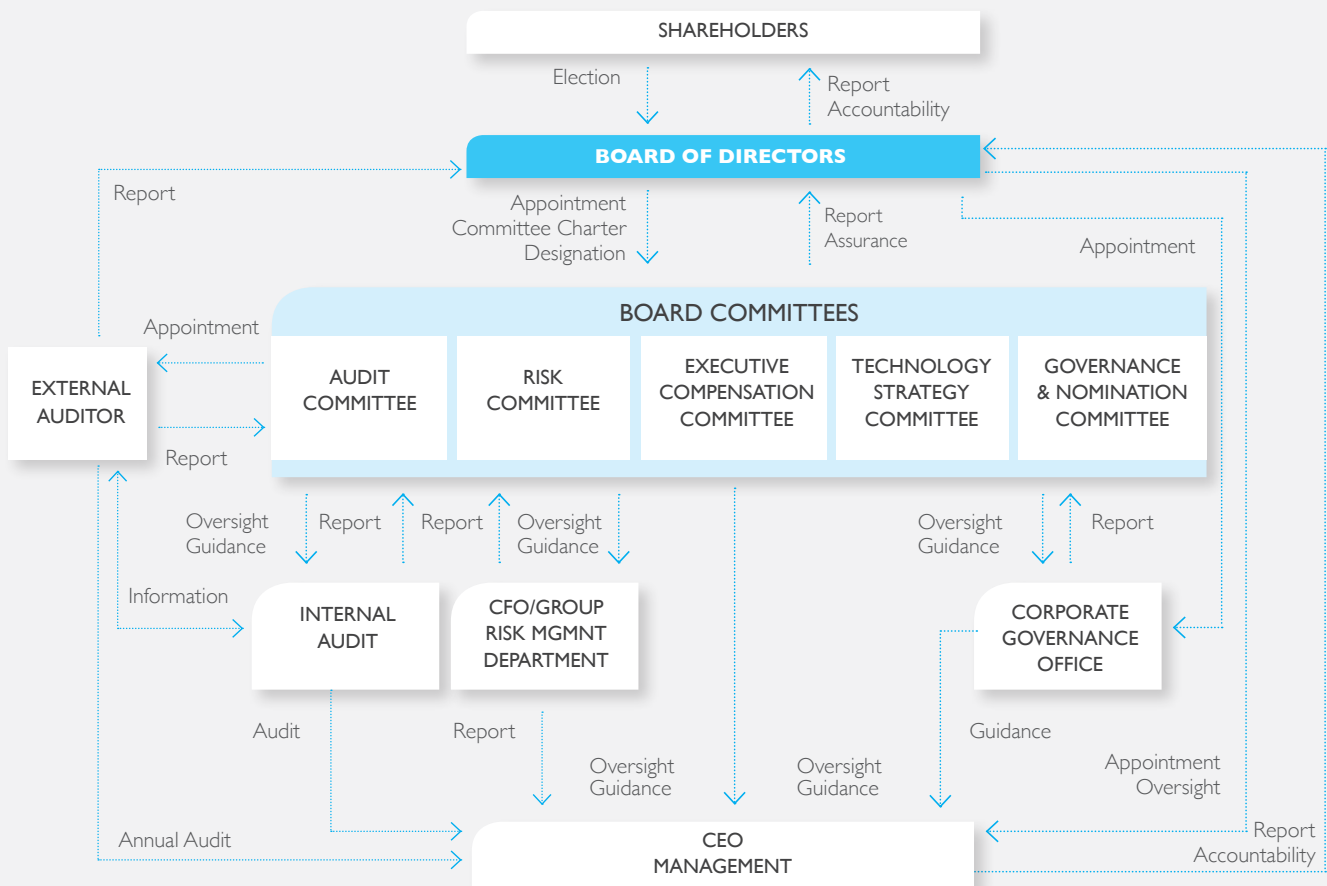 SHAREHOLDERS
Election
Report
Accountability
BOARD OF DIRECTORS
Report
Appointment
Committee Charter
Designation
Report
Assurance
Appointment
BOARD COMMITTEES
Appointment
EXTERNAL
AUDITOR
AUDIT
COMMITTEE
RISK
COMMITTEE
EXECUTIVE
COMPENSATION
COMMITTEE
TECHNOLOGY
STRATEGY
COMMITTEE
GOVERNANCE
& NOMINATION
COMMITTEE
Report
Oversight
Guidance
Report
Report
Oversight
Guidance
Oversight
Guidance
Report
Information
INTERNAL
AUDIT
CFO/GROUP
RISK MGMNT
DEPARTMENT
CORPORATE
GOVERNANCE
OFFICE
Audit
Report
Guidance
Oversight
Guidance
Oversight
Guidance
Appointment
Oversight
Annual Audit
CEO
MANAGEMENT
Report
Accountability